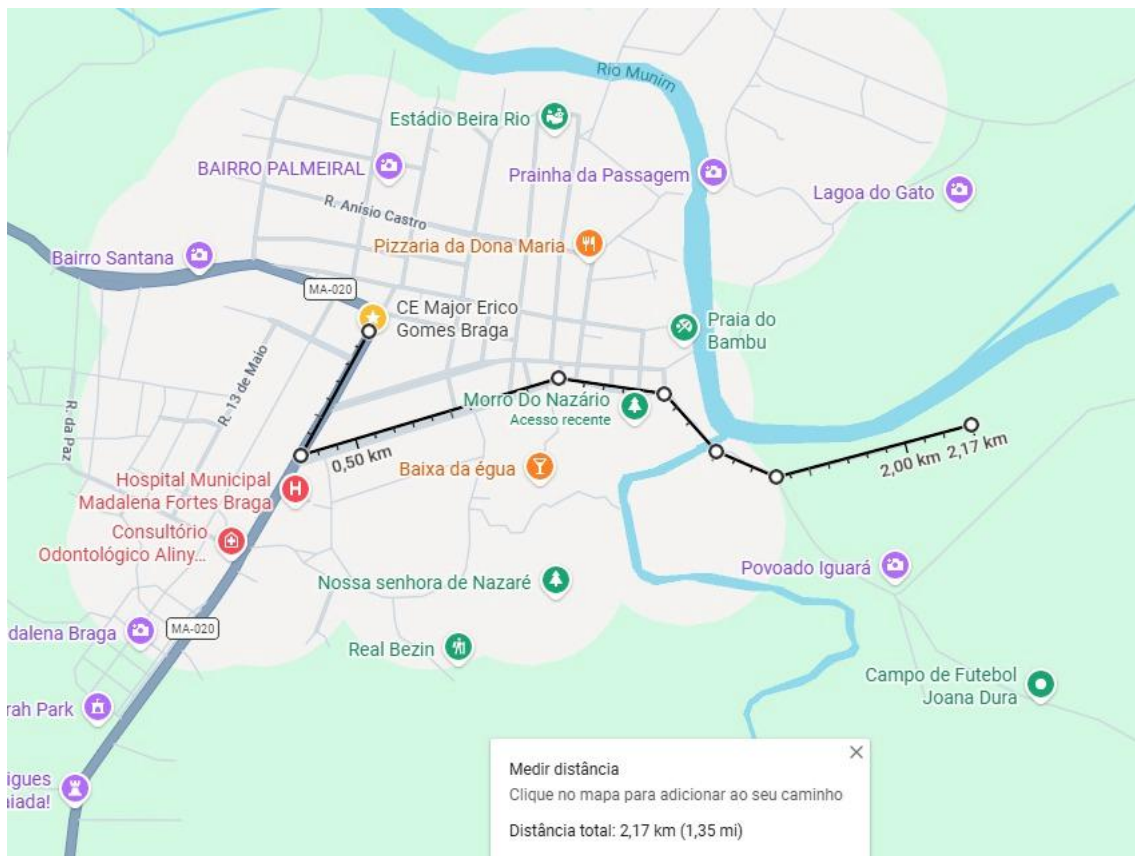 Rio Munim
Estádio Beira Rio
BAIRRO PALMEIRAL
Prainha da Passagem
Lagoa do Gato
R. Anísio Castro
Pizzaria da Dona Maria
Bairro Santana
MA-020
CE Major Erico
Gomes Braga
Praia do
Bambu
R. 13 de Maio
R. da Paz
Morro Do Nazário
Acesso recente
0,50 km
2,00 km
2,17 km
Baixa da égua
Hospital Municipal
Madalena Fortes Braga
Consultório
Odontológico Aliny...
Povoado Iguará
Nossa senhora de Nazaré
MA-020
dalena Braga
Real Bezin
Campo de Futebol
Joana Dura
rah Park
igues
aiada!
Medir distância
Clique no mapa para adicionar ao seu caminho
Distância total: 2,17 km (1,35 mi)